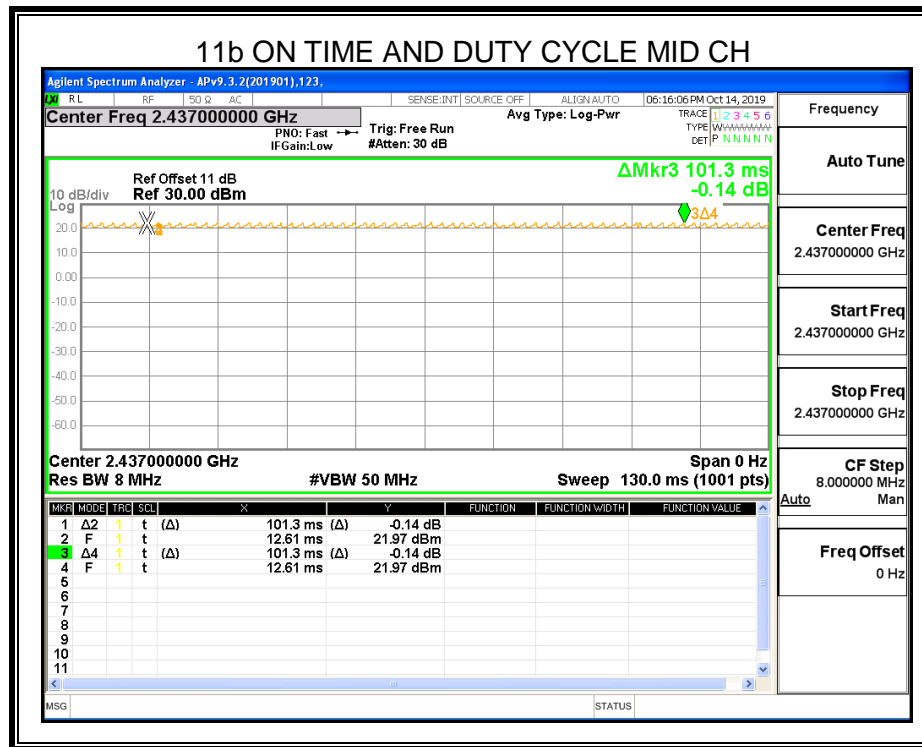 11b ON TIME AND DUTY CYCLE MID CH
Agilent Spectrum Analyzer - APv9.3.2(201901),123,
LXI RL RF 50 Ω AC SENSE:INT SOURCE OFF ALIGN AUTO 06:16:06 PM Oct 14, 2019
Center Freq 2.437000000 GHz
PNO: Fast
IFGain:Low
Trig: Free Run
#Atten: 30 dB
Avg Type: Log-Pwr
TRACE 1 2 3 4 5 6
TYPE
DET P N N N N N
ΔMkr3 101.3 ms
-0.14 dB
Ref Offset 11 dB
10 dB/div Ref 30.00 dBm
Log
3Δ4
20.0
10.0
0.00
-10.0
-20.0
-30.0
-40.0
-50.0
-60.0
Center 2.437000000 GHz Span 0 Hz
Res BW 8 MHz #VBW 50 MHz Sweep 130.0 ms (1001 pts)
MKR MODE TRC SCL X Y FUNCTION FUNCTION WIDTH FUNCTION VALUE
1 Δ2 1 t (Δ) 101.3 ms (Δ) -0.14 dB
2 F 1 t 12.61 ms 21.97 dBm
3 Δ4 1 t (Δ) 101.3 ms (Δ) -0.14 dB
4 F 1 t 12.61 ms 21.97 dBm
5
6
7
8
9
10
11
MSG STATUS
Frequency
Auto Tune
Center Freq
2.437000000 GHz
Start Freq
2.437000000 GHz
Stop Freq
2.437000000 GHz
CF Step
8.000000 MHz
Auto Man
Freq Offset
0 Hz